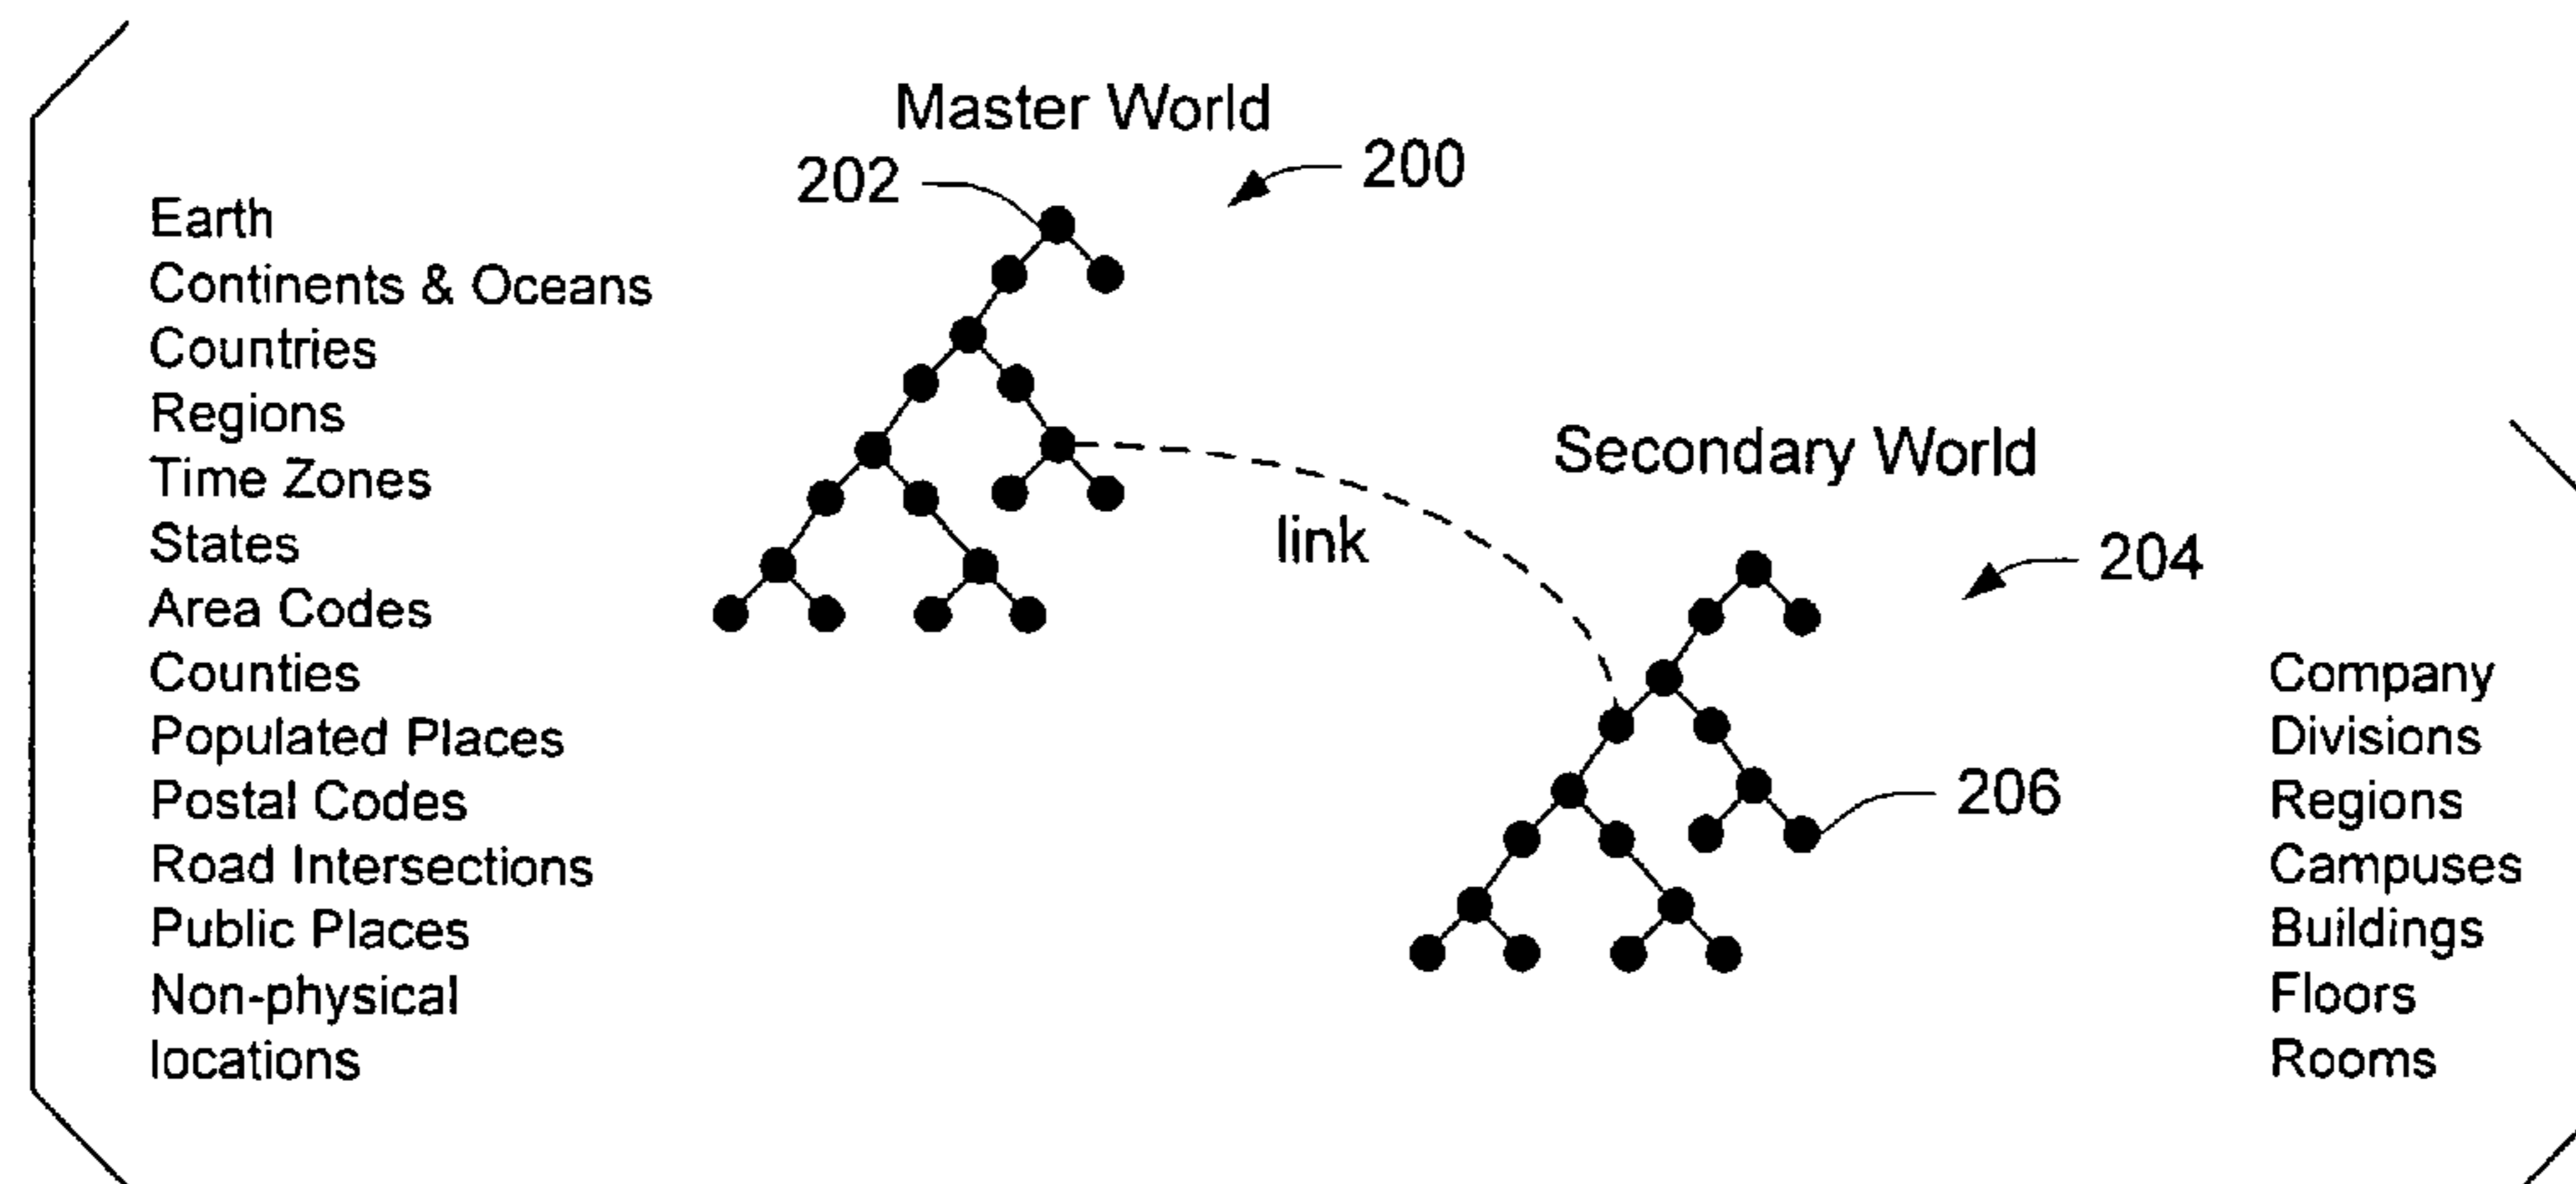 Master World
202
200
Earth
Continents & Oceans
Countries
Regions
Time Zones
States
Area Codes
Counties
Populated Places
Postal Codes
Road Intersections
Public Places
Non-physical
locations
link
Secondary World
204
206
Company
Divisions
Regions
Campuses
Buildings
Floors
Rooms